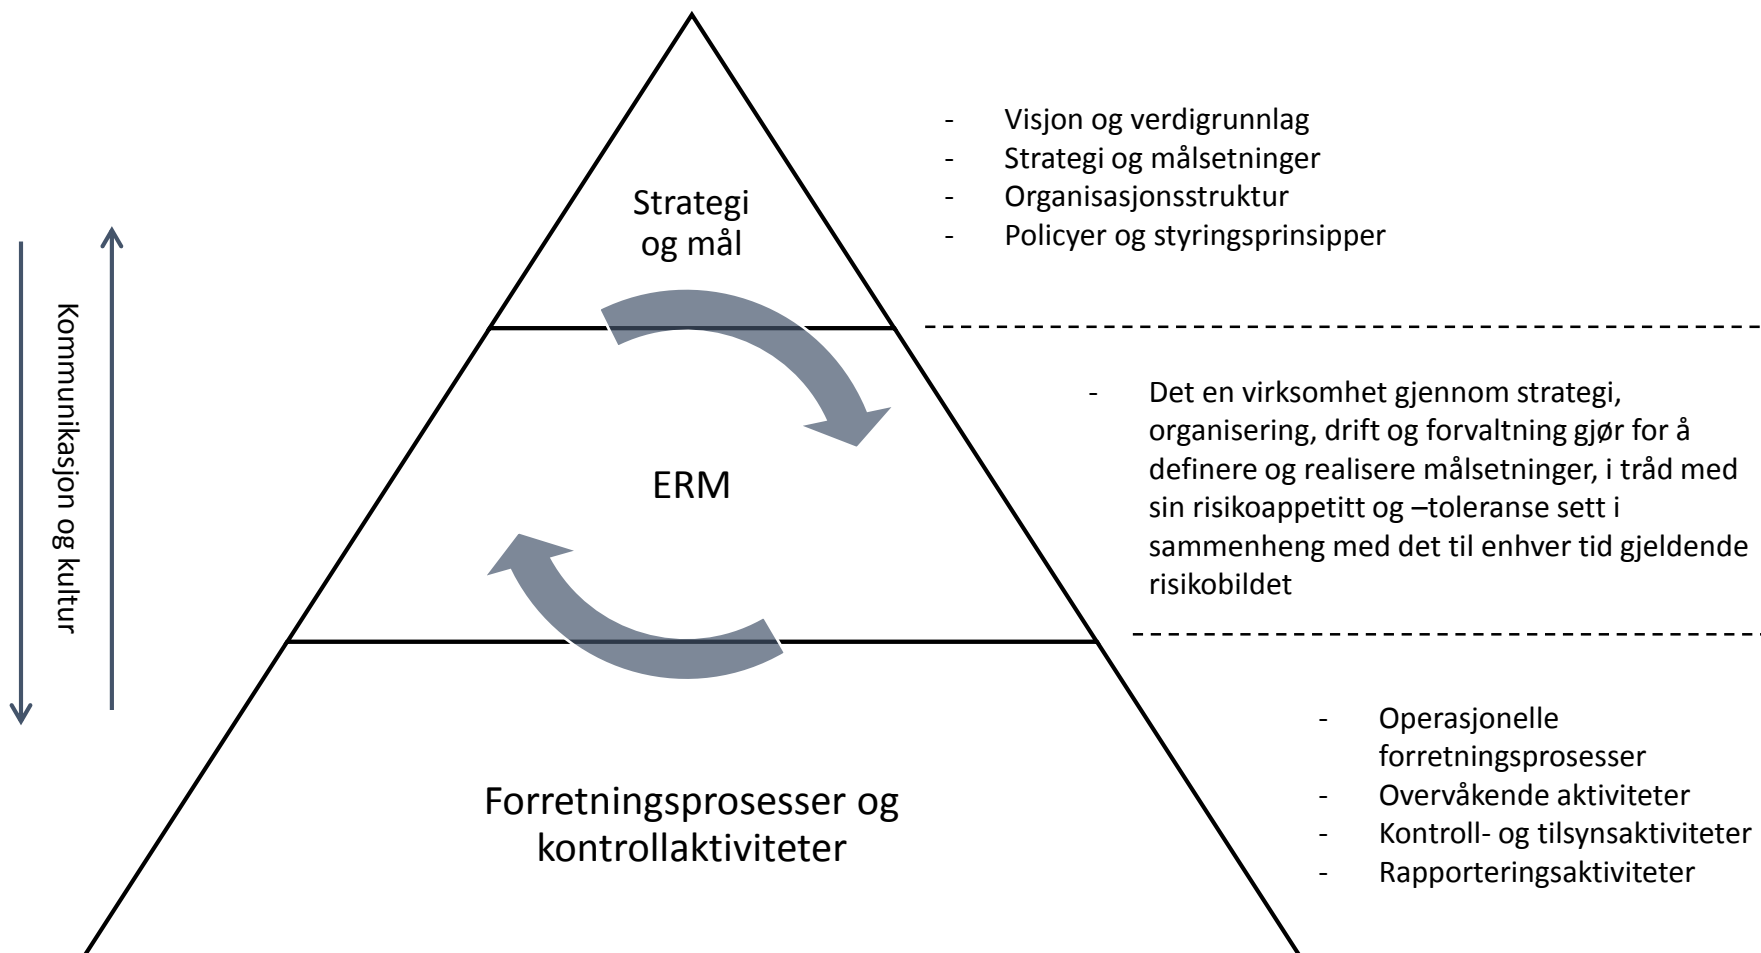 Strategi
og mål
- Visjon og verdigrunnlag
- Strategi og målsetninger
- Organisasjonsstruktur
- Policyer og styringsprinsipper
Kommunikasjon og kultur
ERM
- Det en virksomhet gjennom strategi,
organisering, drift og forvaltning gjør for å
definere og realisere målsetninger, i tråd med
sin risikoappetitt og –toleranse sett i
sammenheng med det til enhver tid gjeldende
risikobildet
Forretningsprosesser og
kontrollaktiviteter
- Operasjonelle
forretningsprosesser
- Overvåkende aktiviteter
- Kontroll- og tilsynsaktiviteter
- Rapporteringsaktiviteter